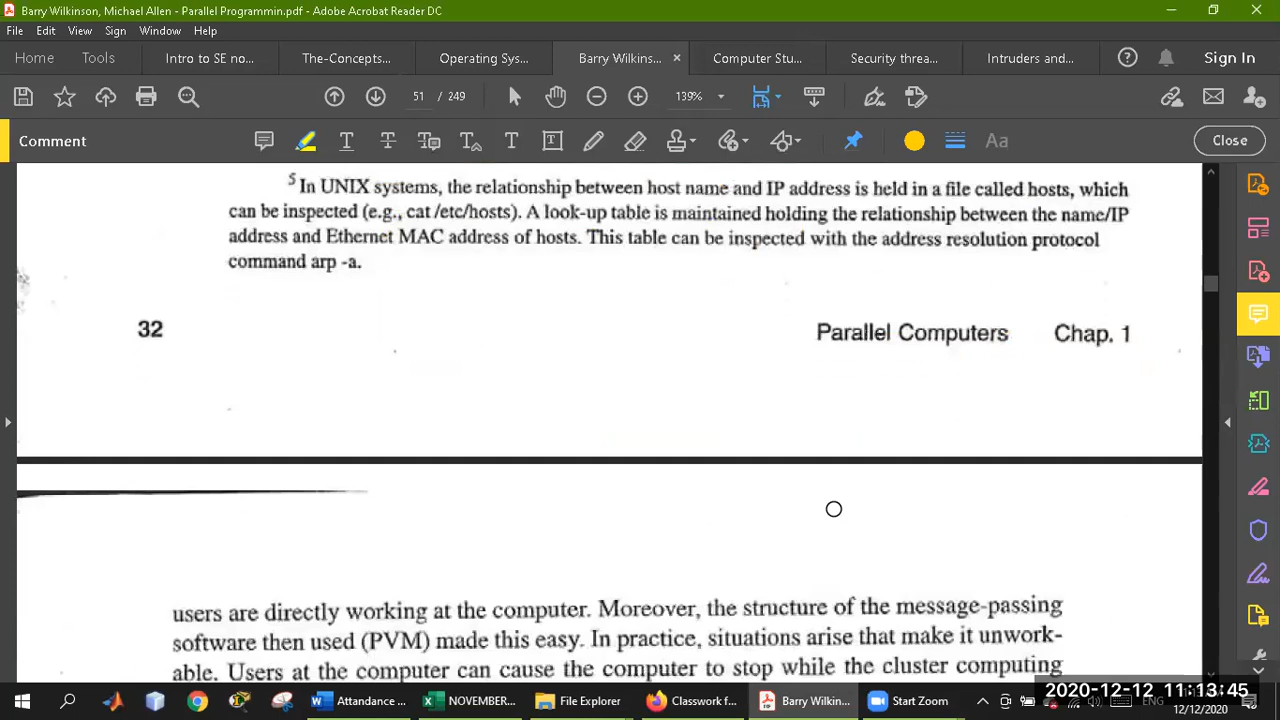 Barry Wilkinson, Michael Allen - Parallel Programmin.pdf - Adobe Acrobat Reader DC
File Edit View Sign Window Help
Home Tools Intro to SE no... The-Concepts... Operating Sys... Barry Wilkins... × Computer Stu... Security threa... Intruders and... Sign In
51 / 249 139%
Comment Aa Close
5 In UNIX systems, the relationship between host name and IP address is held in a file called hosts, which
can be inspected (e.g., cat /etc/hosts). A look-up table is maintained holding the relationship between the name/IP
address and Ethernet MAC address of hosts. This table can be inspected with the address resolution protocol
command arp -a.
32 Parallel Computers Chap. 1
users are directly working at the computer. Moreover, the structure of the message-passing
software then used (PVM) made this easy. In practice, situations arise that make it unwork-
able. Users at the computer can cause the computer to stop while the cluster computing
Attendance ... NOVEMBER... File Explorer Classwork f... Barry Wilkin... Start Zoom ENG
2020-12-12 11:13:45
12/12/2020